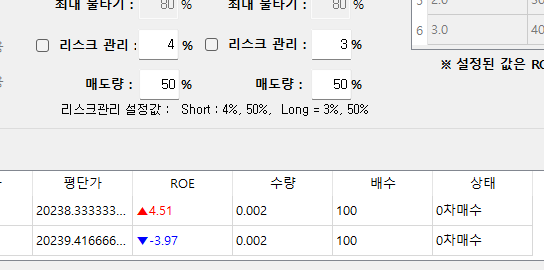 최대 물타기 : 80 % 최대 물타기 : 80 %
5 2.0 30
리스크 관리 : 4 % 리스크 관리 : 3 %
6 3.0 40
※ 설정된 값은 RO
매도량 : 50 % 매도량 : 50 %
리스크관리 설정값 : Short : 4%, 50%, Long = 3%, 50%
평단가 ROE 수량 배수 상태
20238.333333... ▲4.51 0.002 100 0차매수
20239.416666... ▼-3.97 0.002 100 0차매수